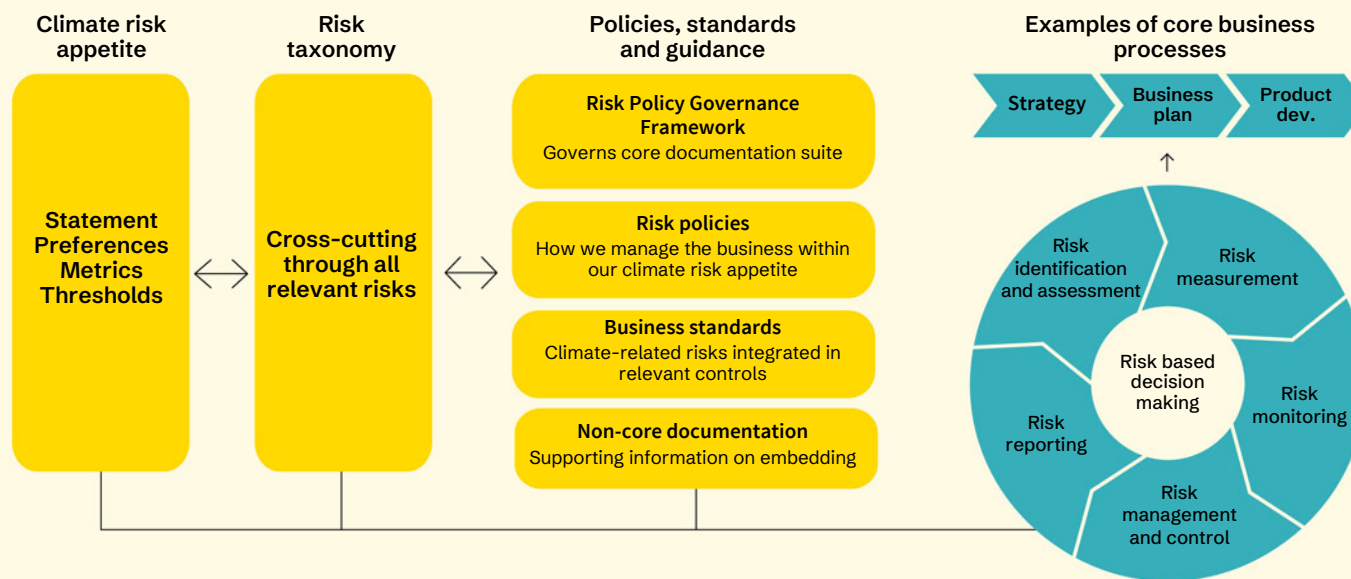 Climate risk
appetite
Statement
Preferences
Metrics
Thresholds
Risk
taxonomy
Cross-cutting
through all
relevant risks
Policies, standards
and guidance
Risk Policy Governance
Framework
Governs core documentation suite
Risk policies
How we manage the business within
our climate risk appetite
Business standards
Climate-related risks integrated in
relevant controls
Non-core documentation
Supporting information on embedding
Examples of core business
processes
Strategy
Business
plan
Product
dev.
Risk
identification
and assessment
Risk
measurement
Risk
monitoring
Risk
management
and control
Risk
reporting
Risk based
decision
making